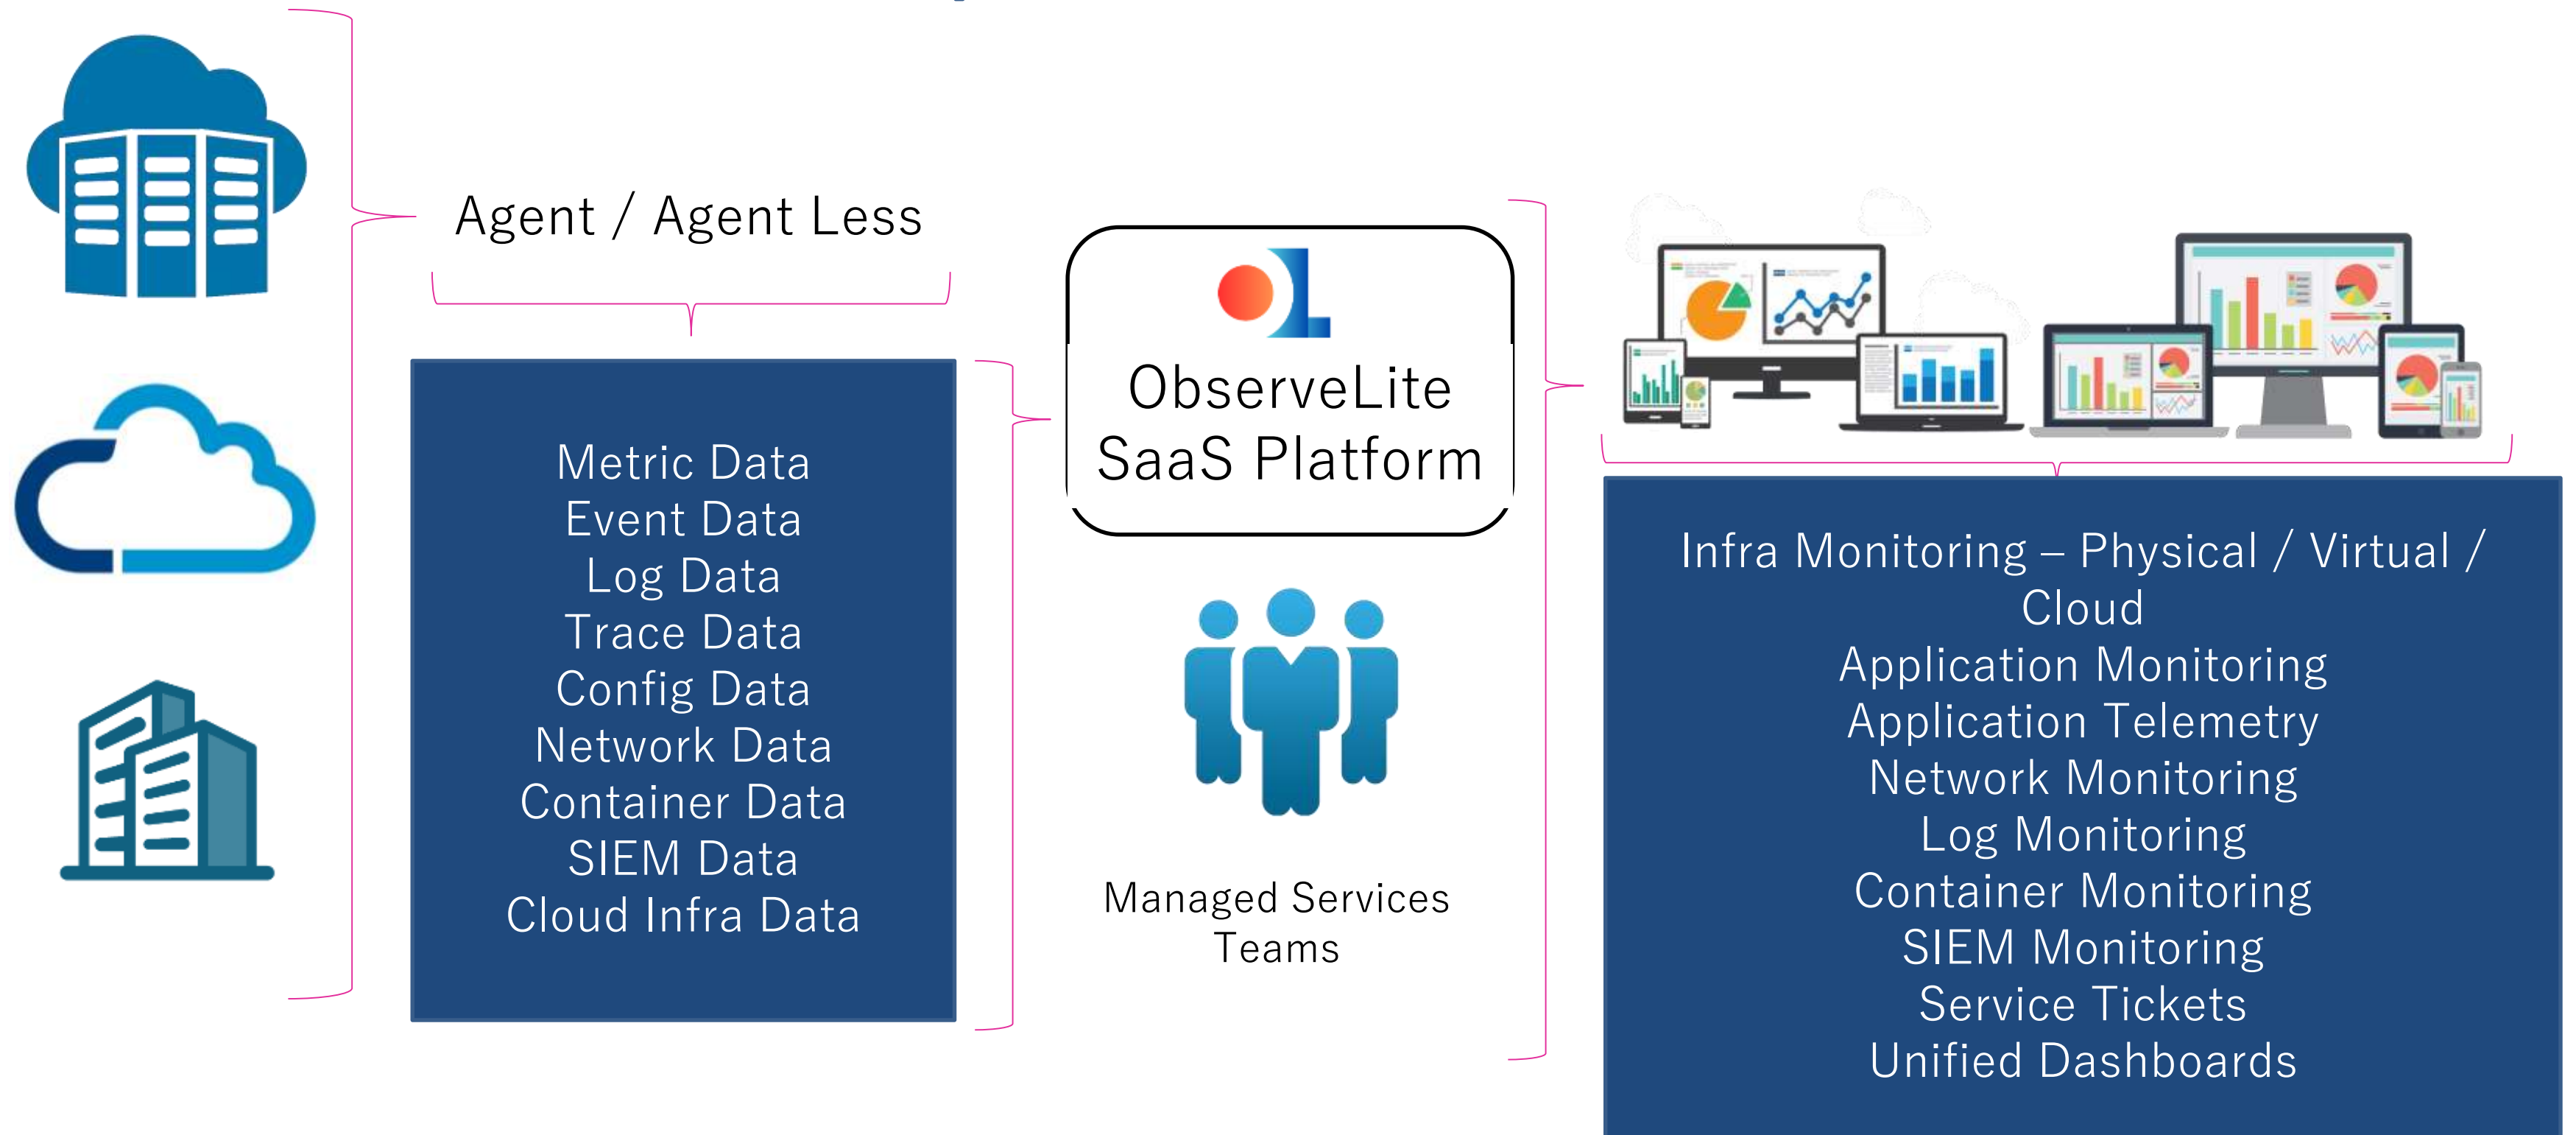 Agent / Agent Less
Metric Data
Event Data
Log Data
Trace Data
Config Data
Network Data
Container Data
SIEM Data
Cloud Infra Data
OL
ObserveLite
SaaS Platform
Managed Services
Teams
Infra Monitoring – Physical / Virtual /
Cloud
Application Monitoring
Application Telemetry
Network Monitoring
Log Monitoring
Container Monitoring
SIEM Monitoring
Service Tickets
Unified Dashboards